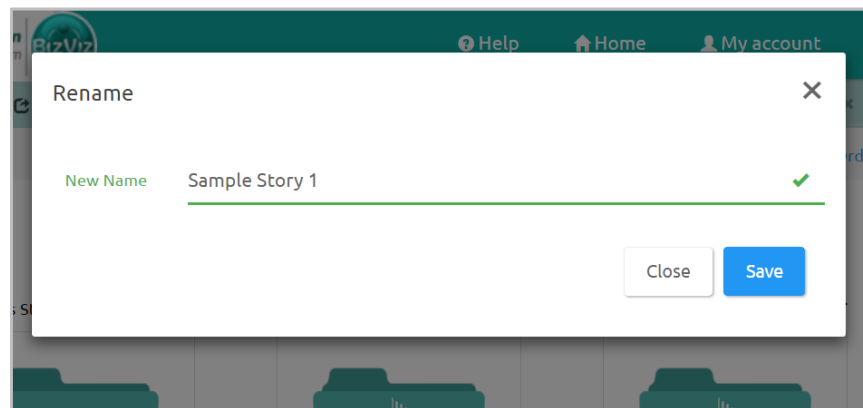 BizViz
Help Home My account
Rename
New Name Sample Story 1
Close Save